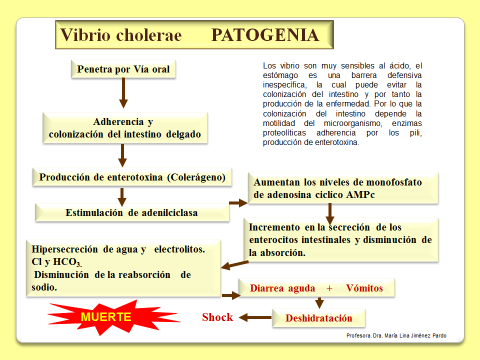 Vibrio cholerae PATOGENIA
Penetra por Vía oral
Los vibrio son muy sensibles al ácido, el
estómago es una barrera defensiva
inespecífica, la cual puede evitar la
colonización del intestino y por tanto la
producción de la enfermedad. Por lo que la
colonización del intestino depende la
motilidad del microorganismo, enzimas
proteolíticas adherencia por los pili,
producción de enterotoxina.
Adherencia y
colonización del intestino delgado
Producción de enterotoxina (Colerágeno)
Aumentan los niveles de monofosfato
de adenosina cíclico AMPc
Estimulación de adenilciclasa
Incremento en la secreción de los
enterocitos intestinales y disminución de
la absorción.
Hipersecreción de agua y electrolitos.
Cl y HCO3.
Disminución de la reabsorción de
sodio.
Diarrea aguda + Vómitos
MUERTE
Shock
Deshidratación
Profesora. Dra. María Lina Jiménez Pardo